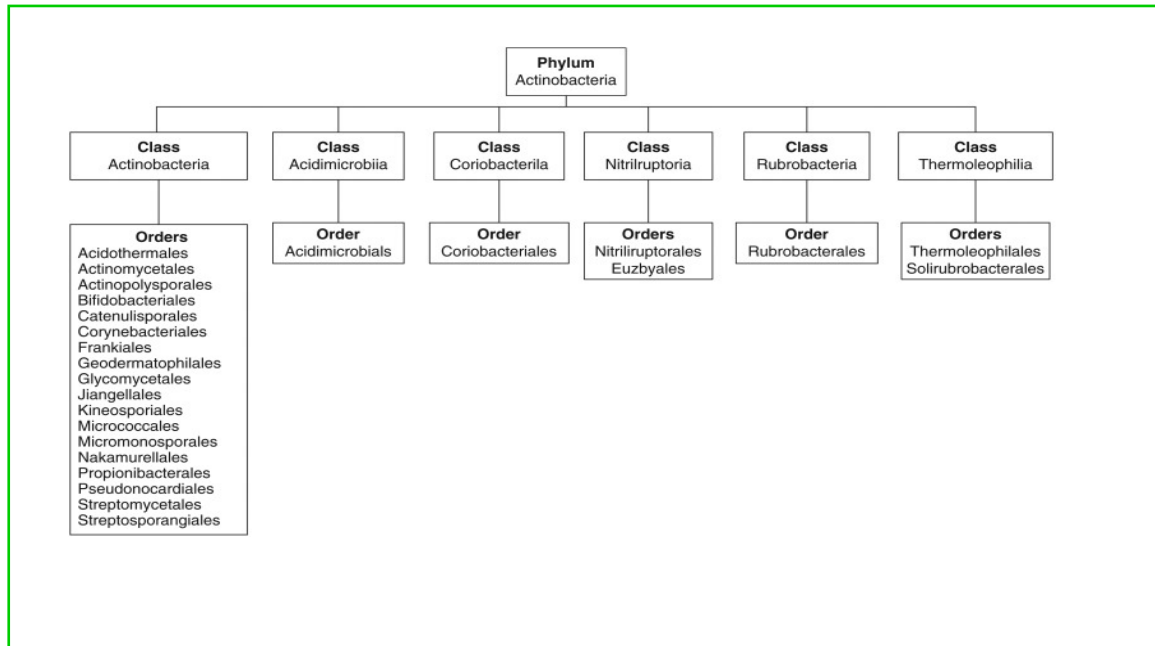 Phylum
Actinobacteria
Class
Actinobacteria
Class
Acidimicrobiia
Class
Coriobacterila
Class
Nitrilruptoria
Class
Rubrobacteria
Class
Thermoleophilia
Orders
Acidothermales
Actinomycetales
Actinopolysporales
Bifidobacteriales
Catenulisporales
Corynebacteriales
Frankiales
Geodermatophilales
Glycomycetales
Jiangellales
Kineosporiales
Micrococcales
Micromonosporales
Nakamurellales
Propionibacterales
Pseudonocardiales
Streptomycetales
Streptosporangiales
Order
Acidimicrobials
Order
Coriobacteriales
Orders
Nitriliruptorales
Euzbyales
Order
Rubrobacterales
Orders
Thermoleophilales
Solirubrobacterales